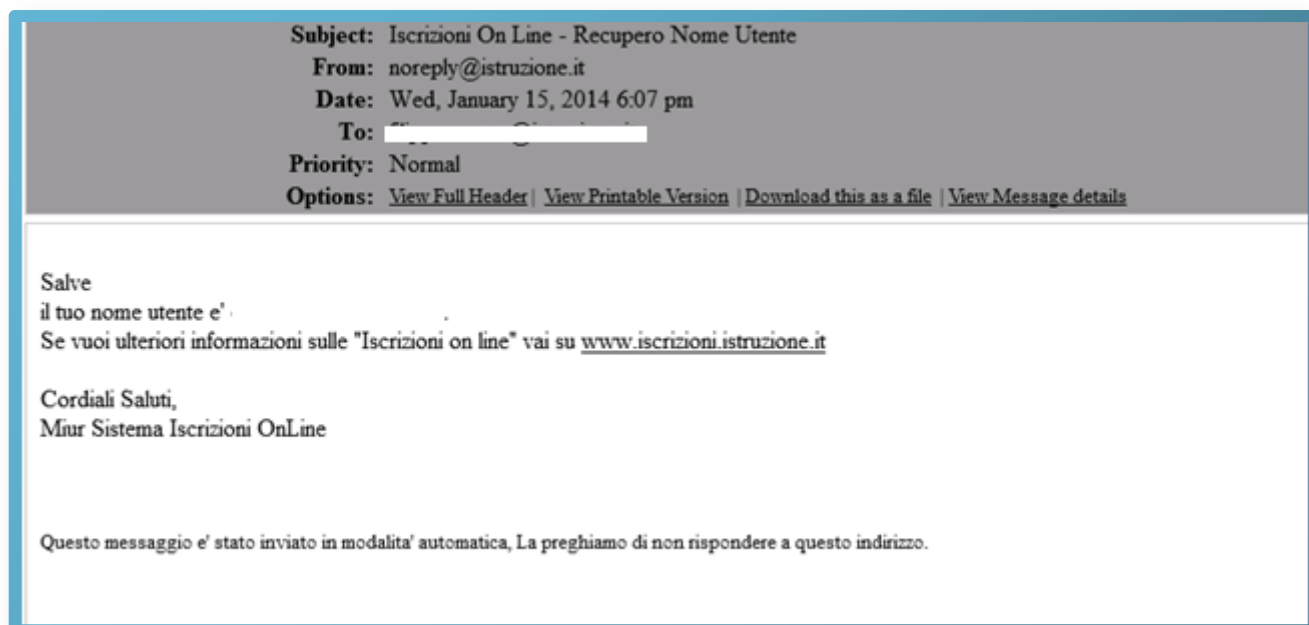 Subject: Iscrizioni On Line - Recupero Nome Utente
From: noreply@istruzione.it
Date: Wed, January 15, 2014 6:07 pm
To:
Priority: Normal
Options: View Full Header | View Printable Version | Download this as a file | View Message details
Salve
il tuo nome utente e'
Se vuoi ulteriori informazioni sulle "Iscrizioni on line" vai su www.iscrizioni.istruzione.it
Cordiali Saluti,
Miur Sistema Iscrizioni OnLine
Questo messaggio e' stato inviato in modalita' automatica, La preghiamo di non rispondere a questo indirizzo.